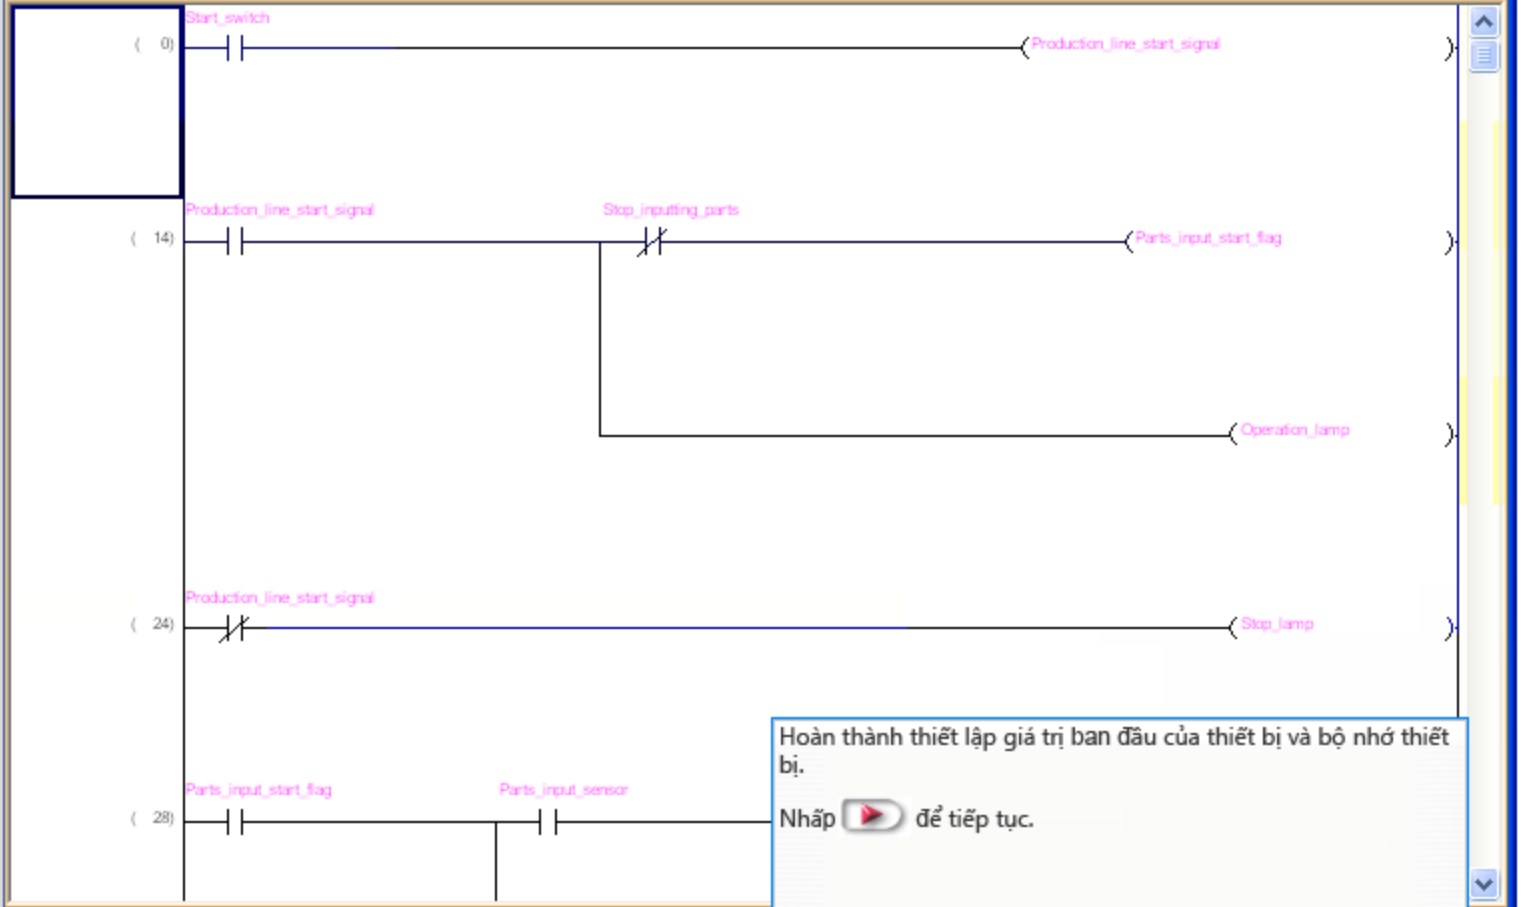 Start_switch
( 0)
Production_line_start_signal
Production_line_start_signal
Stop_inputting_parts
( 14)
Parts_input_start_flag
Operation_lamp
Production_line_start_signal
( 24)
Stop_lamp
Parts_input_start_flag
Parts_input_sensor
( 28)
Hoàn thành thiết lập giá trị ban đầu của thiết bị và bộ nhớ thiết
bị.
Nhấp để tiếp tục.